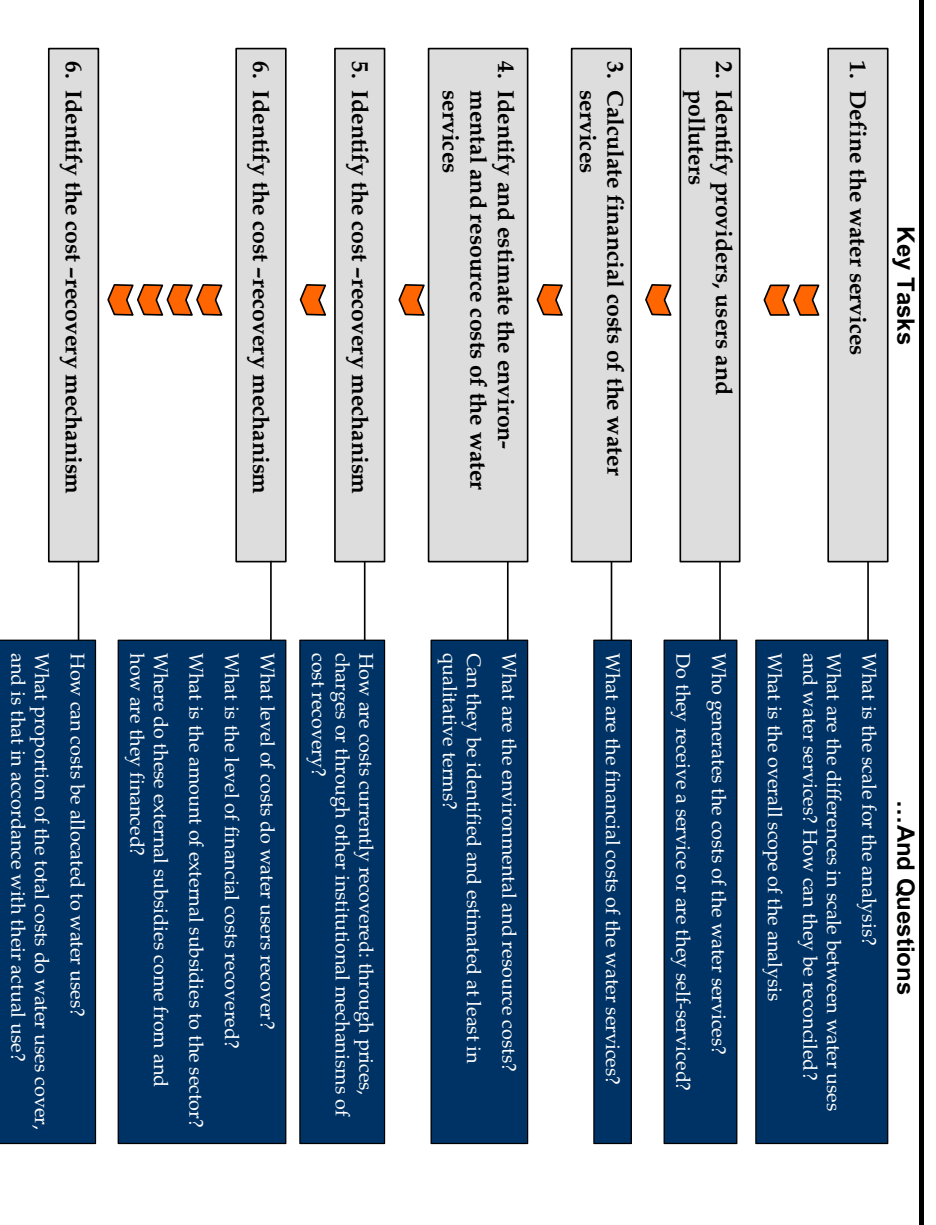 Key Tasks
…And Questions
1. Define the water services
What is the scale for the analysis?
What are the differences in scale between water uses
and water services? How can they be reconciled?
What is the overall scope of the analysis
2. Identify providers, users and
polluters
Who generates the costs of the water services?
Do they receive a service or are they self-serviced?
3. Calculate financial costs of the water
services
What are the financial costs of the water services?
4. Identify and estimate the environ-
mental and resource costs of the water
services
What are the environmental and resource costs?
Can they be identified and estimated at least in
qualitative terms?
5. Identify the cost –recovery mechanism
How are costs currently recovered: through prices,
charges or through other institutional mechanisms of
cost recovery?
6. Identify the cost –recovery mechanism
What level of costs do water users recover?
What is the level of financial costs recovered?
What is the amount of external subsidies to the sector?
Where do these external subsidies come from and
how are they financed?
6. Identify the cost –recovery mechanism
How can costs be allocated to water uses?
What proportion of the total costs do water uses cover,
and is that in accordance with their actual use?